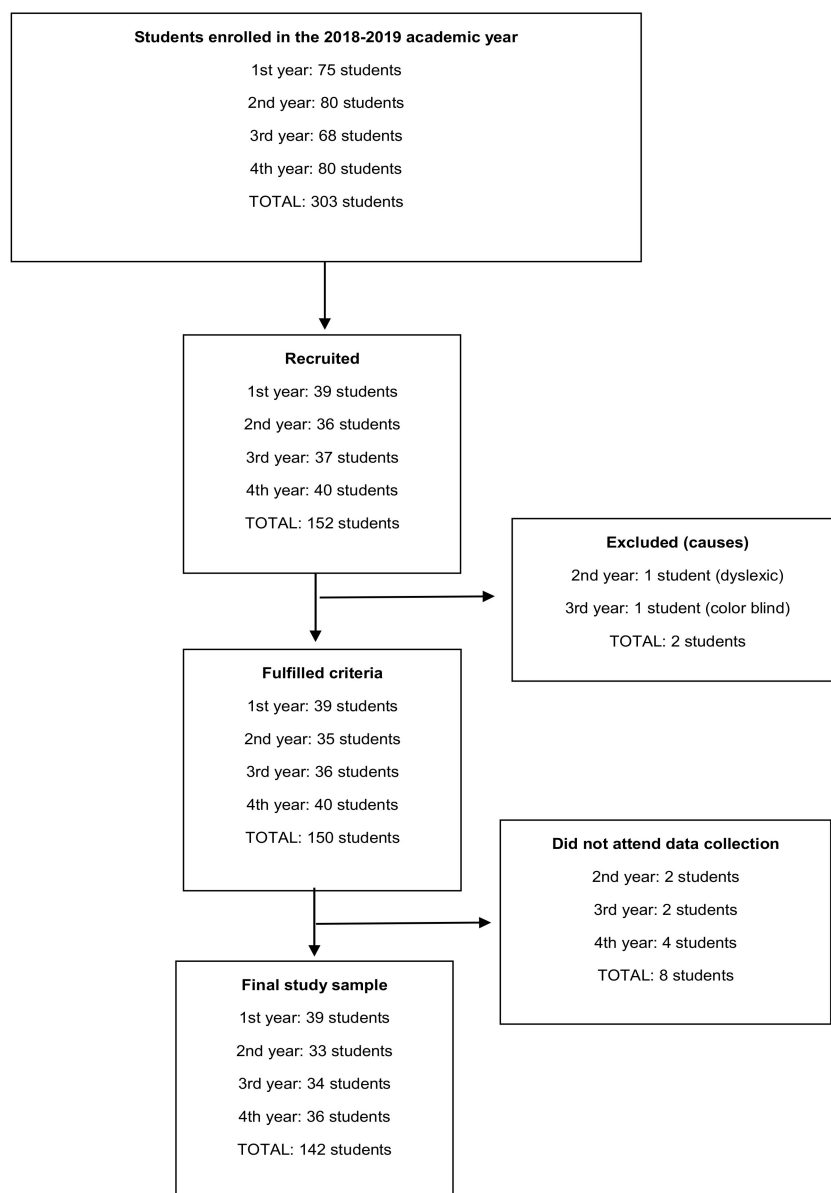 Students enrolled in the 2018-2019 academic year
1st year: 75 students
2nd year: 80 students
3rd year: 68 students
4th year: 80 students
TOTAL: 303 students
Recruited
1st year: 39 students
2nd year: 36 students
3rd year: 37 students
4th year: 40 students
TOTAL: 152 students
Excluded (causes)
2nd year: 1 student (dyslexic)
3rd year: 1 student (color blind)
TOTAL: 2 students
Fulfilled criteria
1st year: 39 students
2nd year: 35 students
3rd year: 36 students
4th year: 40 students
TOTAL: 150 students
Did not attend data collection
2nd year: 2 students
3rd year: 2 students
4th year: 4 students
TOTAL: 8 students
Final study sample
1st year: 39 students
2nd year: 33 students
3rd year: 34 students
4th year: 36 students
TOTAL: 142 students